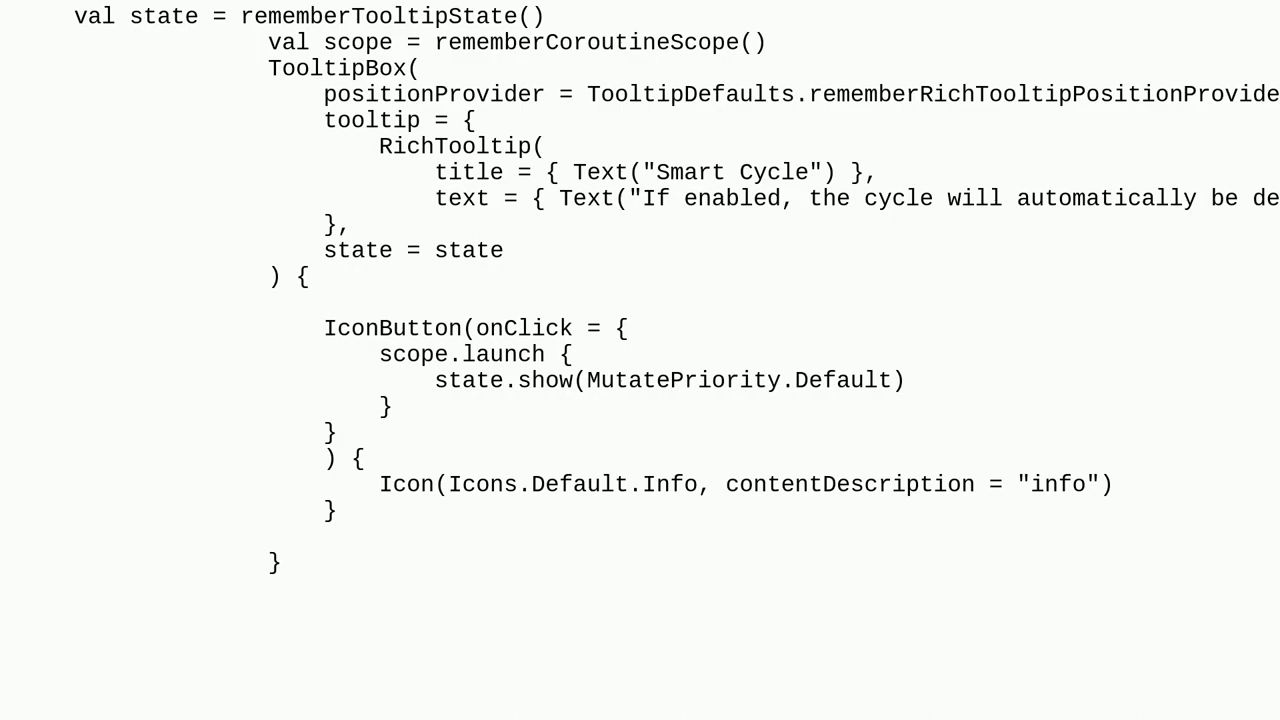 val state = rememberTooltipState()
val scope = rememberCoroutineScope()
TooltipBox(
positionProvider = TooltipDefaults.rememberRichTooltipPositionProvide
tooltip = {
RichTooltip(
title = { Text("Smart Cycle") },
text = { Text("If enabled, the cycle will automatically be de
},
state = state
) {
IconButton(onClick = {
scope.launch {
state.show(MutatePriority.Default)
}
}
) {
Icon(Icons.Default.Info, contentDescription = "info")
}
}